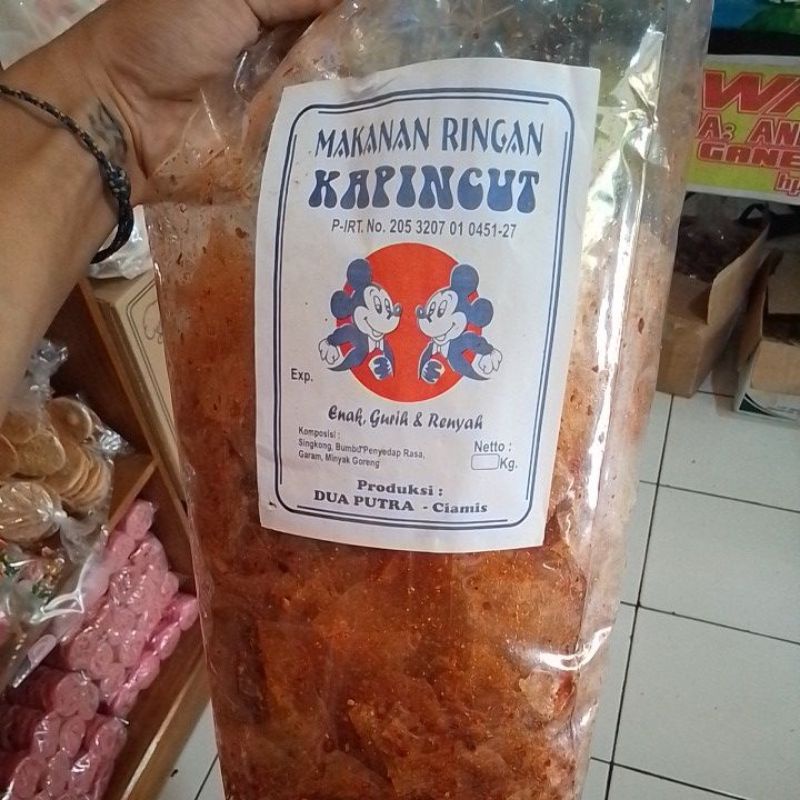 MAKANAN RINGAN
KAPINCUT
P-IRT. No. 205 3207 01 0451-27
Exp.
Enak, Gurih & Renyah
Komposisi :
Singkong, Bumbu Penyedap Rasa,
Garam, Minyak Goreng
Netto :
Kg.
Produksi :
DUA PUTRA - Ciamis